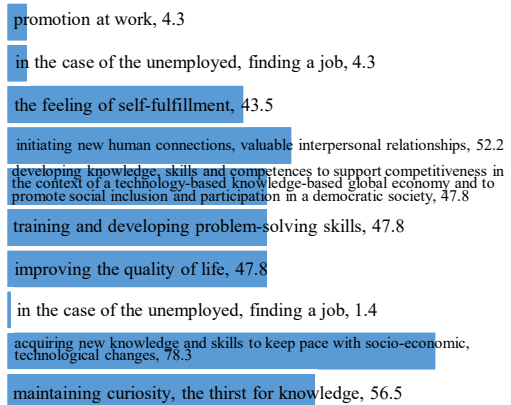 promotion at work, 4.3
in the case of the unemployed, finding a job, 4.3
the feeling of self-fulfillment, 43.5
initiating new human connections, valuable interpersonal relationships, 52.2
developing knowledge, skills and competences to support competitiveness in
the context of a technology-based knowledge-based global economy and to
promote social inclusion and participation in a democratic society, 47.8
training and developing problem-solving skills, 47.8
improving the quality of life, 47.8
in the case of the unemployed, finding a job, 1.4
acquiring new knowledge and skills to keep pace with socio-economic,
technological changes, 78.3
maintaining curiosity, the thirst for knowledge, 56.5